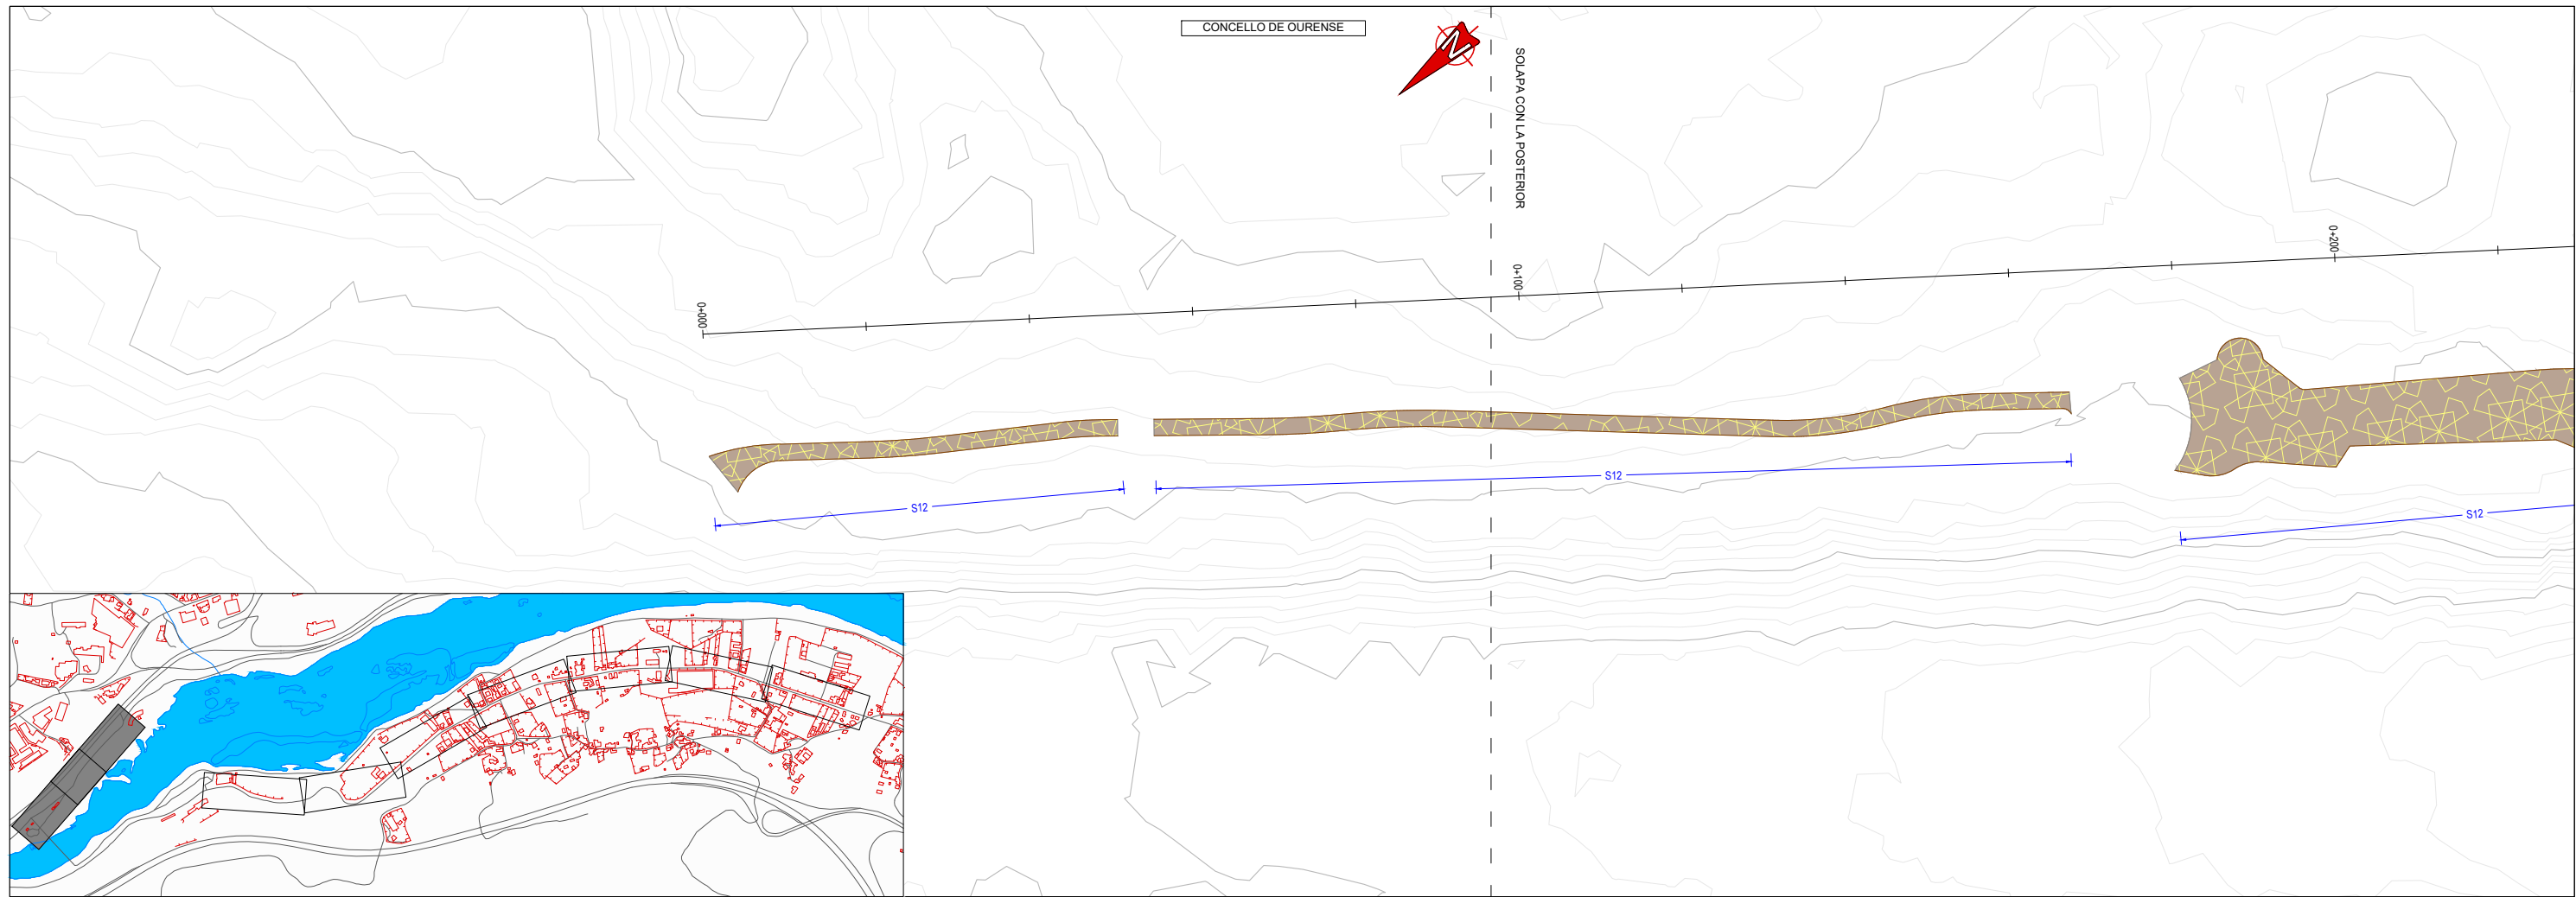 CONCELLO DE OURENSE
N
SOLAPA CON LA POSTERIOR
0+000
0+100
0+200
S12
S12
S12